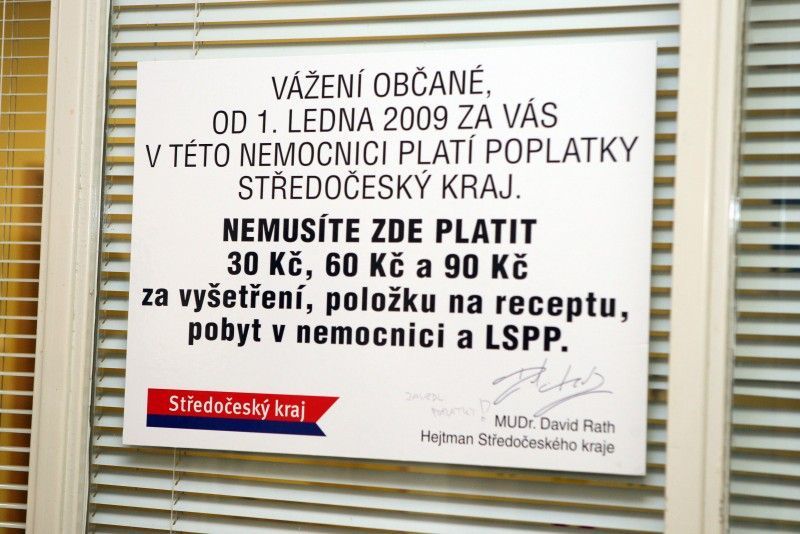 VÁŽENÍ OBČANÉ,
OD 1. LEDNA 2009 ZA VÁS
V TÉTO NEMOCNICI PLATÍ POPLATKY
STŘEDOČESKÝ KRAJ.
NEMUSÍTE ZDE PLATIT
30 Kč, 60 Kč a 90 Kč
za vyšetření, položku na receptu,
pobyt v nemocnici a LSPP.
Středočeský kraj
MUDr. David Rath
Hejtman Středočeského kraje